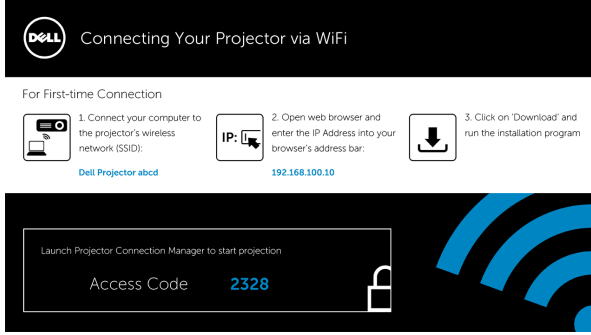 DELL
Connecting Your Projector via WiFi
For First-time Connection
1. Connect your computer to
the projector's wireless
network (SSID):
Dell Projector abcd
IP:
2. Open web browser and
enter the IP Address into your
browser's address bar:
192.168.100.10
3. Click on 'Download' and
run the installation program
Launch Projector Connection Manager to start projection
Access Code 2328